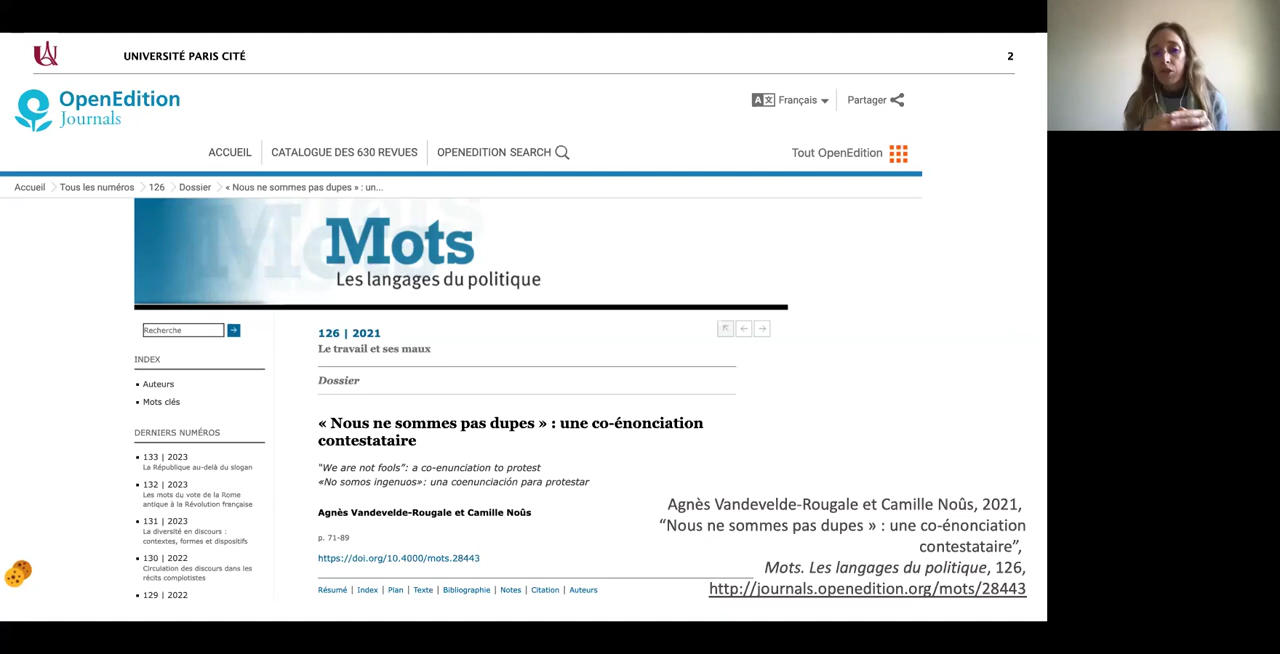 UNIVERSITÉ PARIS CITÉ
2
OpenEdition
Journals
Français
Partager
ACCUEIL
CATALOGUE DES 630 REVUES
OPENEDITION SEARCH
Tout OpenEdition
Accueil
Tous les numéros
126
Dossier
« Nous ne sommes pas dupes » : un...
Mots
Les langages du politique
Recherche
126 | 2021
Le travail et ses maux
INDEX
Dossier
Auteurs
Mots clés
« Nous ne sommes pas dupes » : une co-énonciation
contestataire
DERNIERS NUMÉROS
133 | 2023
La République au-delà du slogan
132 | 2023
Les mots du vote de la Rome
antique à la Révolution française
131 | 2023
La diversité en discours :
contextes, formes et dispositifs
130 | 2022
Circulation des discours dans les
récits complotistes
129 | 2022
“We are not fools”: a co-enunciation to protest
«No somos ingenuos»: una coenunciación para protestar
Agnès Vandevelde-Rougale et Camille Noûs
p. 71-89
https://doi.org/10.4000/mots.28443
Résumé | Index | Plan | Texte | Bibliographie | Notes | Citation | Auteurs
Agnès Vandevelde-Rougale et Camille Noûs, 2021,
“Nous ne sommes pas dupes » : une co-énonciation
contestataire”,
Mots. Les langages du politique, 126,
http://journals.openedition.org/mots/28443